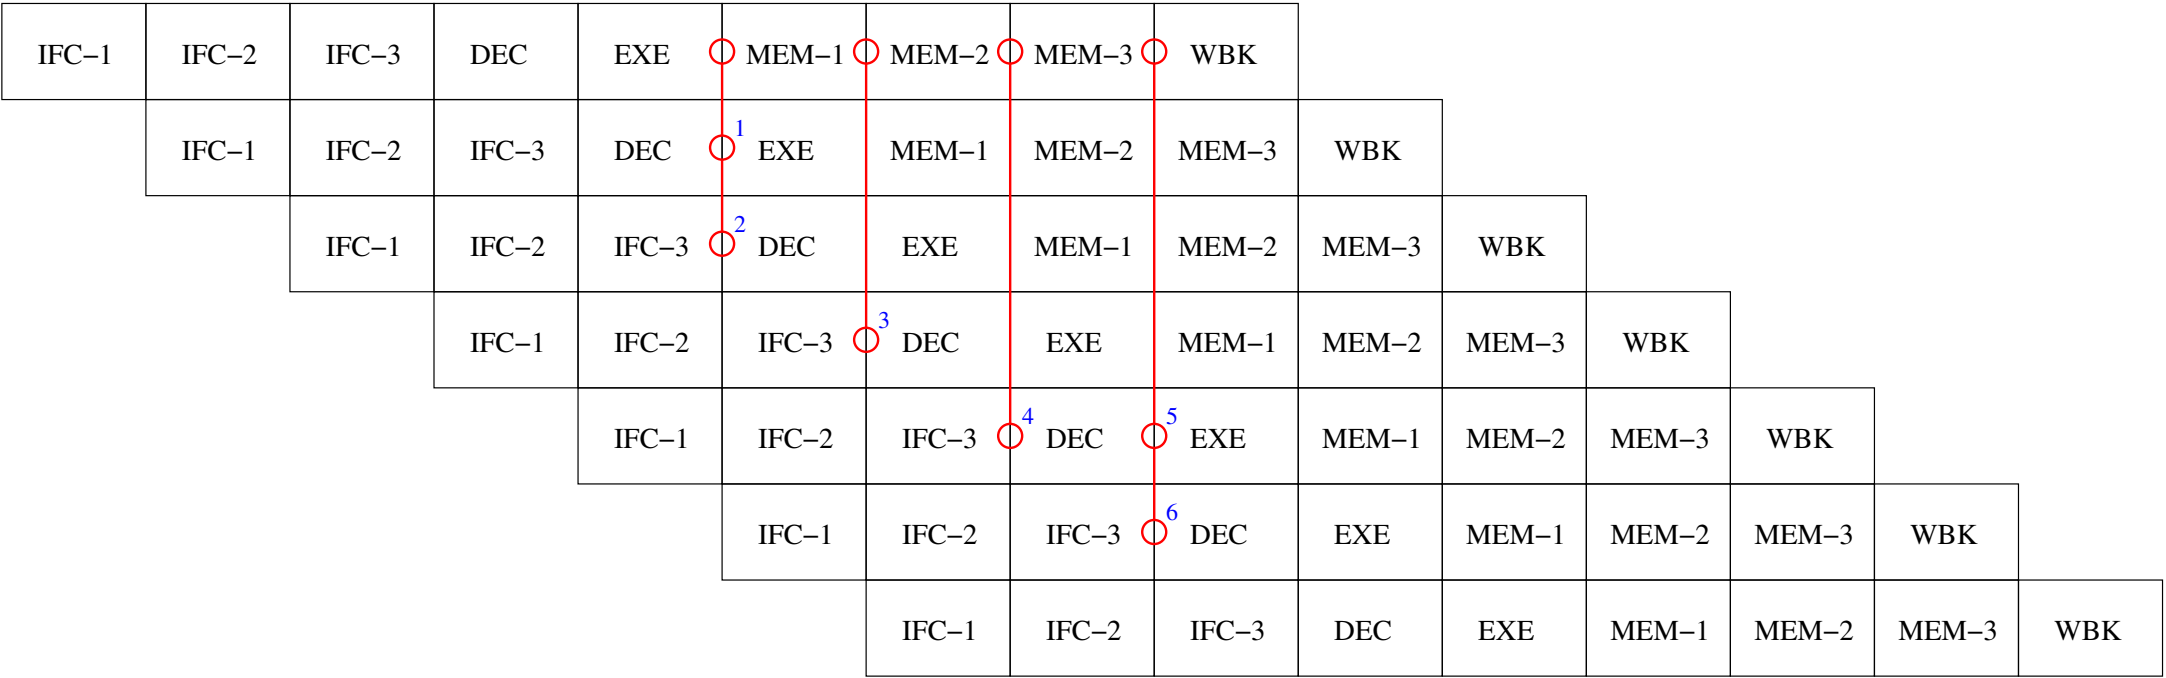 IFC−1 IFC−2 IFC−3 DEC EXE MEM−1 MEM−2 MEM−3 WBK
IFC−1 IFC−2 IFC−3 DEC 1 EXE MEM−1 MEM−2 MEM−3 WBK
IFC−1 IFC−2 IFC−3 2 DEC EXE MEM−1 MEM−2 MEM−3 WBK
IFC−1 IFC−2 IFC−3 3 DEC EXE MEM−1 MEM−2 MEM−3 WBK
IFC−1 IFC−2 IFC−3 4 DEC 5 EXE MEM−1 MEM−2 MEM−3 WBK
IFC−1 IFC−2 IFC−3 6 DEC EXE MEM−1 MEM−2 MEM−3 WBK
IFC−1 IFC−2 IFC−3 DEC EXE MEM−1 MEM−2 MEM−3 WBK